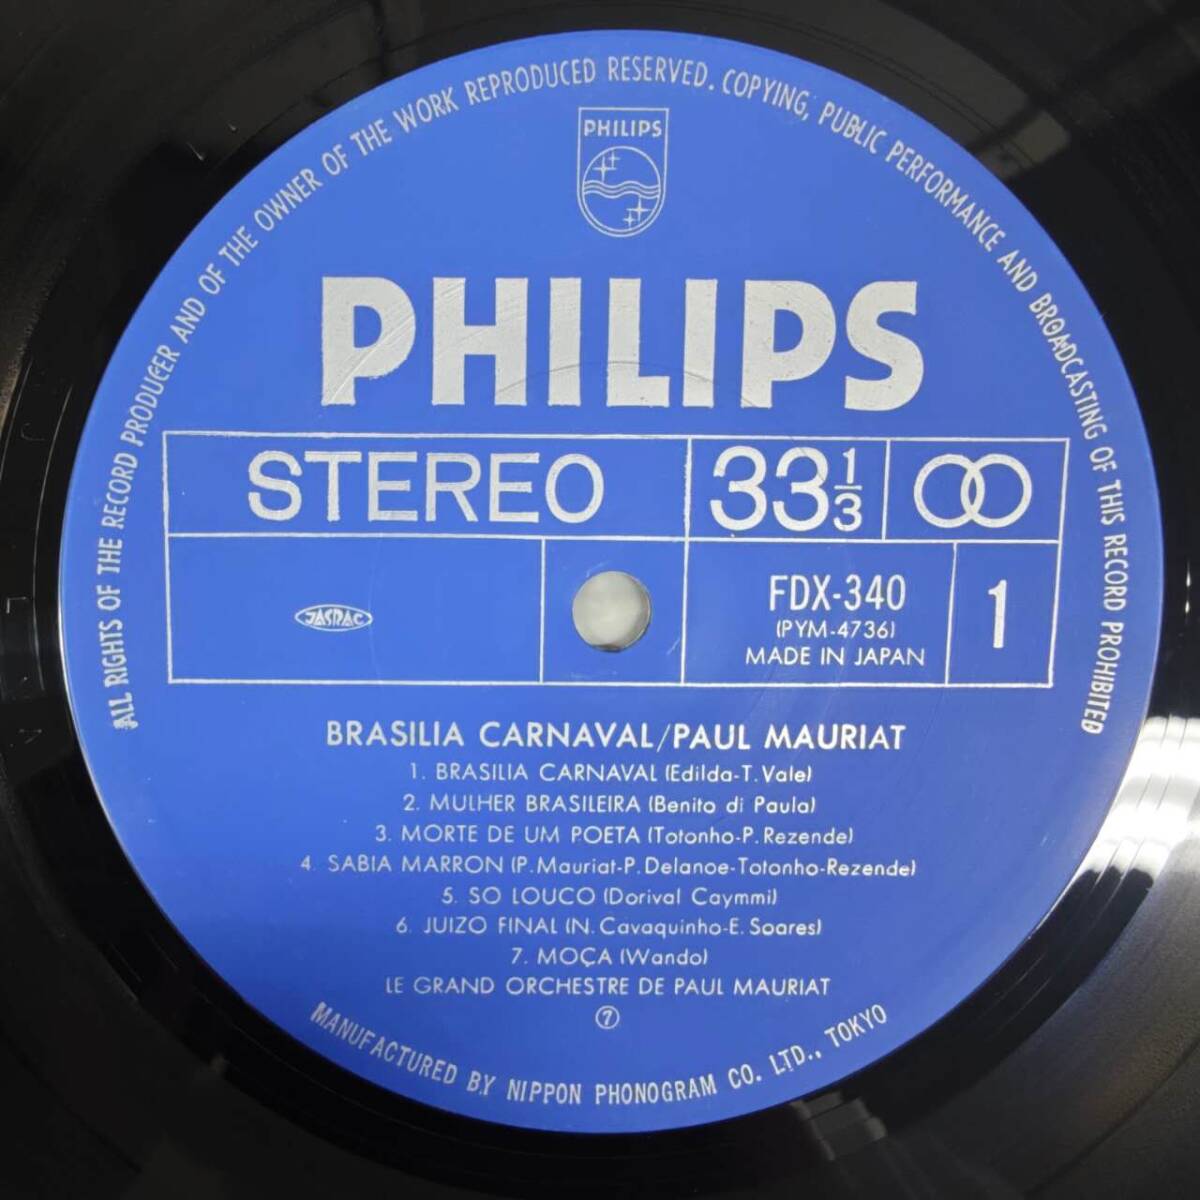 ALL RIGHTS OF THE RECORD PRODUCER AND OF THE OWNER OF THE WORK REPRODUCED RESERVED. COPYING, PUBLIC PERFORMANCE AND BROADCASTING OF THIS RECORD PROHIBITED
PHILIPS
PHILIPS
STEREO
33 1/3
JASRAC
FDX-340
(PYM-4736)
MADE IN JAPAN
1
BRASILIA CARNAVAL/PAUL MAURIAT
1. BRASILIA CARNAVAL (Edilda-T. Vale)
2. MULHER BRASILEIRA (Benito di Paula)
3. MORTE DE UM POETA (Totonho-P. Rezende)
4. SABIA MARRON (P. Mauriat-P. Delanoe-Totonho-Rezende)
5. SO LOUCO (Dorival Caymmi)
6. JUIZO FINAL (N. Cavaquinho-E. Soares)
7. MOÇA (Wando)
LE GRAND ORCHESTRE DE PAUL MAURIAT
⑦
MANUFACTURED BY NIPPON PHONOGRAM CO. LTD., TOKYO